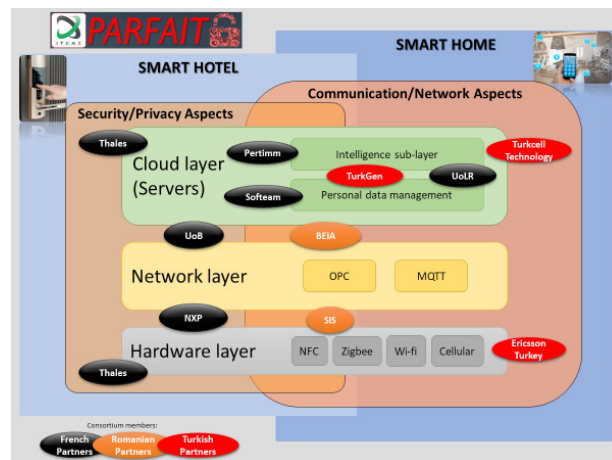 ITEA2
PARFAIT
SMART HOTEL
SMART HOME
Security/Privacy Aspects
Communication/Network Aspects
Thales
Cloud layer
(Servers)
Pertimm
Intelligence sub-layer
Turkcell
Technology
TurkGen
UoLR
Softeam
Personal data management
UoB
BEIA
Network layer
OPC
MQTT
NXP
SIS
Hardware layer
NFC
Zigbee
Wi-fi
Cellular
Ericsson
Turkey
Thales
Consortium members:
French
Partners
Romanian
Partners
Turkish
Partners